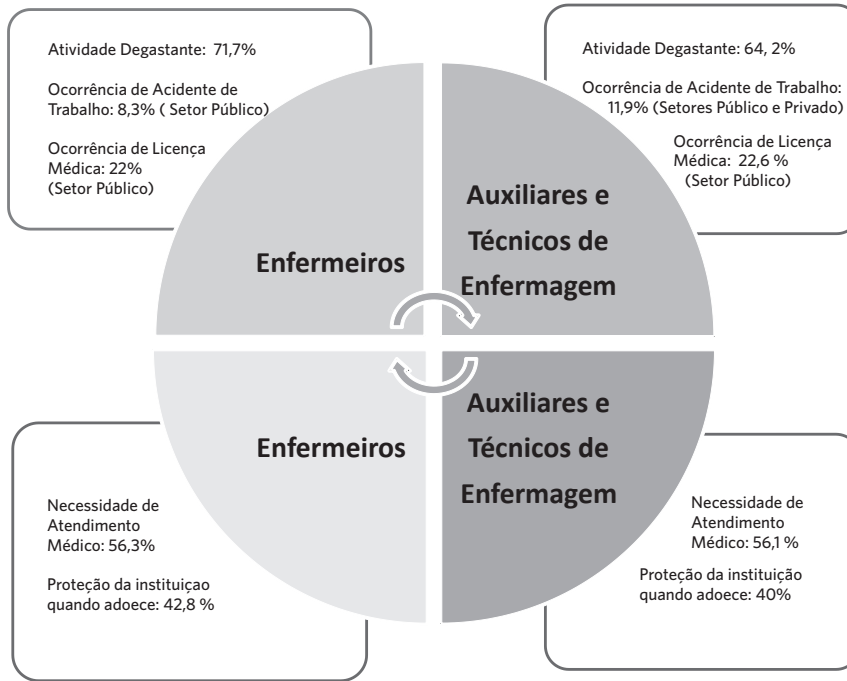 Atividade Degastante: 71,7%
Ocorrência de Acidente de
Trabalho: 8,3% ( Setor Público)
Ocorrência de Licença
Médica: 22%
(Setor Público)
Enfermeiros
Atividade Degastante: 64, 2%
Ocorrência de Acidente de Trabalho:
11,9% (Setores Público e Privado)
Ocorrência de Licença
Médica: 22,6 %
(Setor Público)
Auxiliares e
Técnicos de
Enfermagem
Enfermeiros
Necessidade de
Atendimento
Médico: 56,3%
Proteção da instituiçao
quando adoece: 42,8 %
Auxiliares e
Técnicos de
Enfermagem
Necessidade de
Atendimento
Médico: 56,1 %
Proteção da instituição
quando adoece: 40%